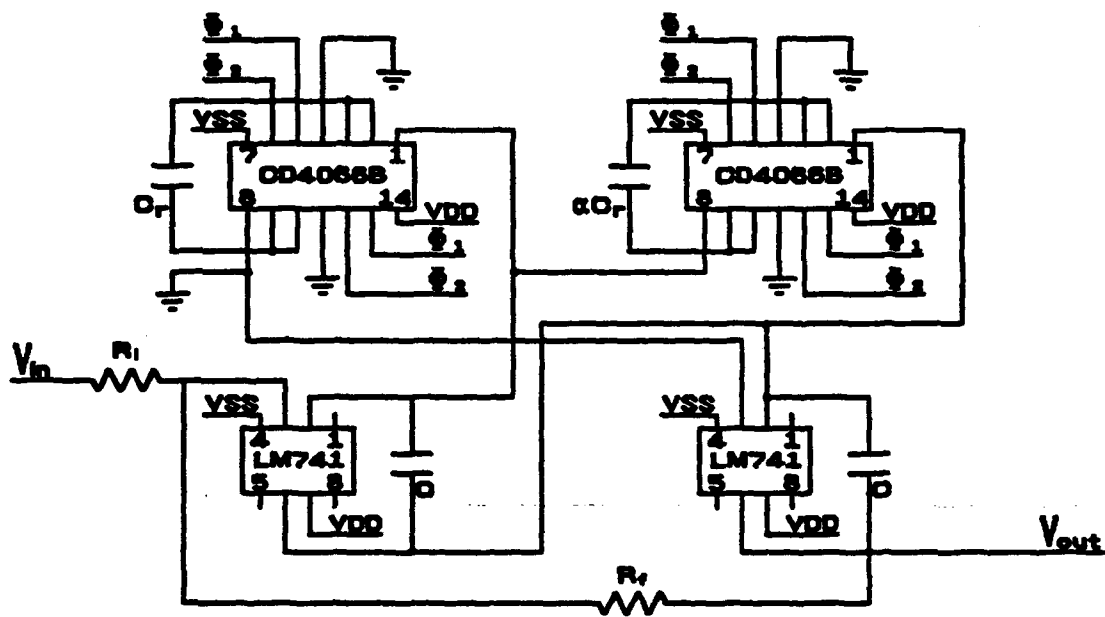 Φ₁ Φ₁
Φ₂ Φ₂
VSS VSS
7 1 7 1
CD4066B CD4066B
8 14 8 14
Cr αCr
VDD VDD
Φ₁ Φ₁
Φ₂ Φ₂
Vin Ri
VSS VSS
4 1 4 1
LM741 LM741
5 8 5 8
C C
VDD VDD
Vout
Rf